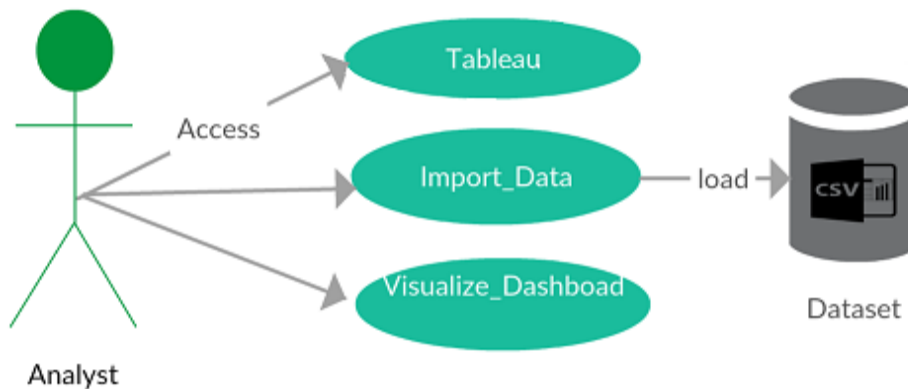 Tableau
Access
Import_Data
load
CSV
Visualize_Dashboad
Dataset
Analyst